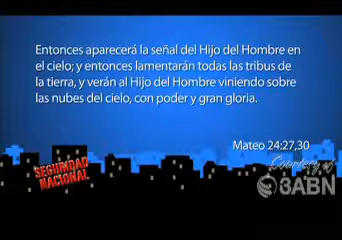 Entonces aparecerá la señal del Hijo del Hombre en
el cielo; y entonces lamentarán todas las tribus de
la tierra, y verán al Hijo del Hombre viniendo sobre
las nubes del cielo, con poder y gran gloria.
Mateo 24:27,30
SEGURIDAD
NACIONAL
Courtesy of
3ABN